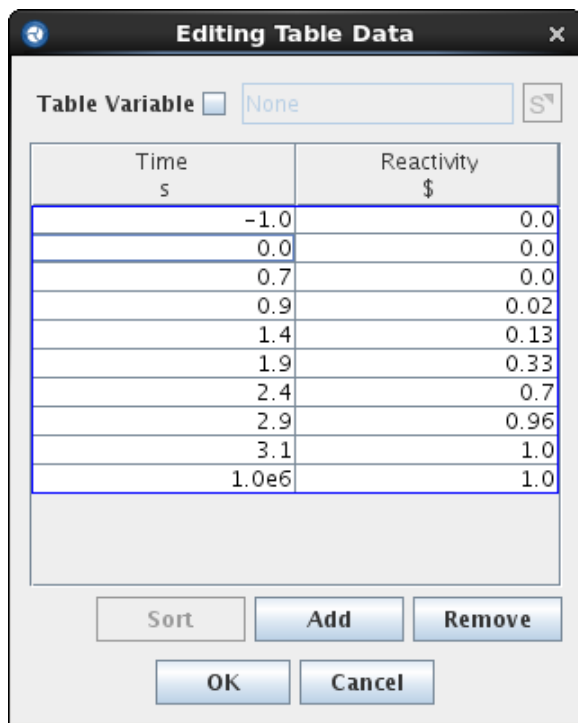 Editing Table Data
Table Variable None S
Time Reactivity
s $
-1.0 0.0
0.0 0.0
0.7 0.0
0.9 0.02
1.4 0.13
1.9 0.33
2.4 0.7
2.9 0.96
3.1 1.0
1.0e6 1.0
Sort Add Remove
OK Cancel